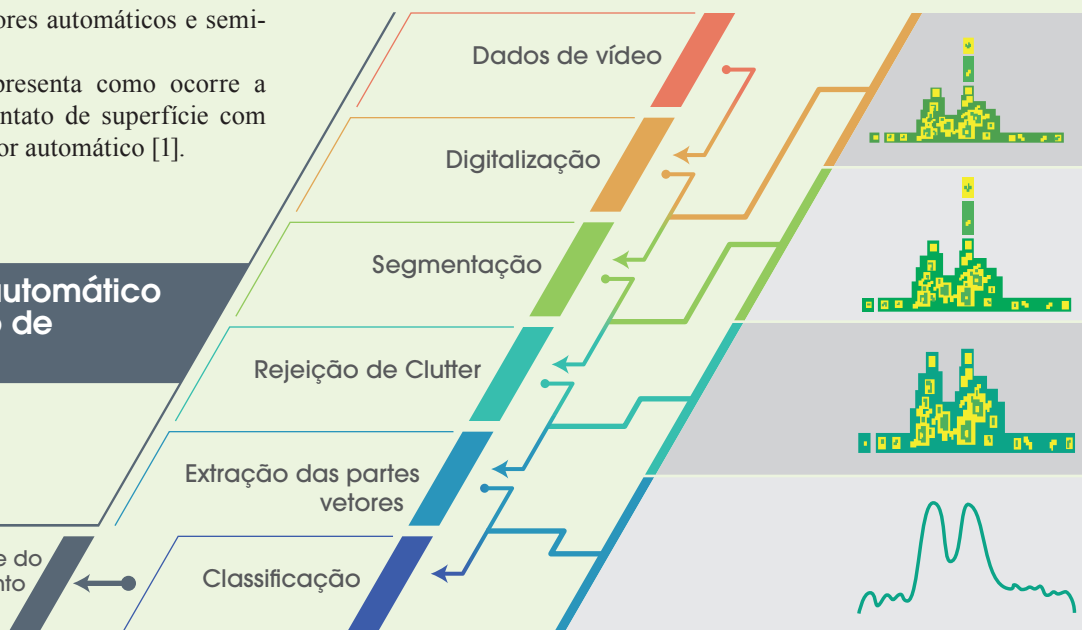 ores automáticos e semi-
presenta como ocorre a
ntato de superfície com
or automático [1].
utomático
de
Dados de vídeo
Digitalização
Segmentação
Rejeição de Clutter
Extração das partes
vetores
Classificação
e do
nto